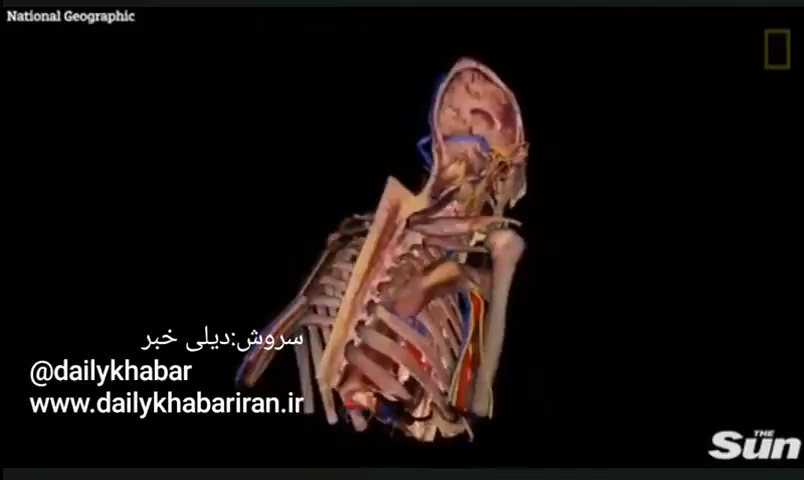 National Geographic
سروش:دیلی خبر
@dailykhabar
www.dailykhabariran.ir
THE
Sun